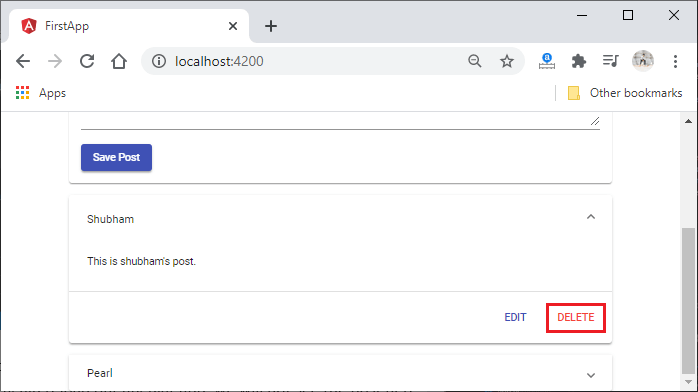 FirstApp
localhost:4200
Apps
Other bookmarks
Save Post
Shubham
This is shubham's post.
EDIT DELETE
Pearl